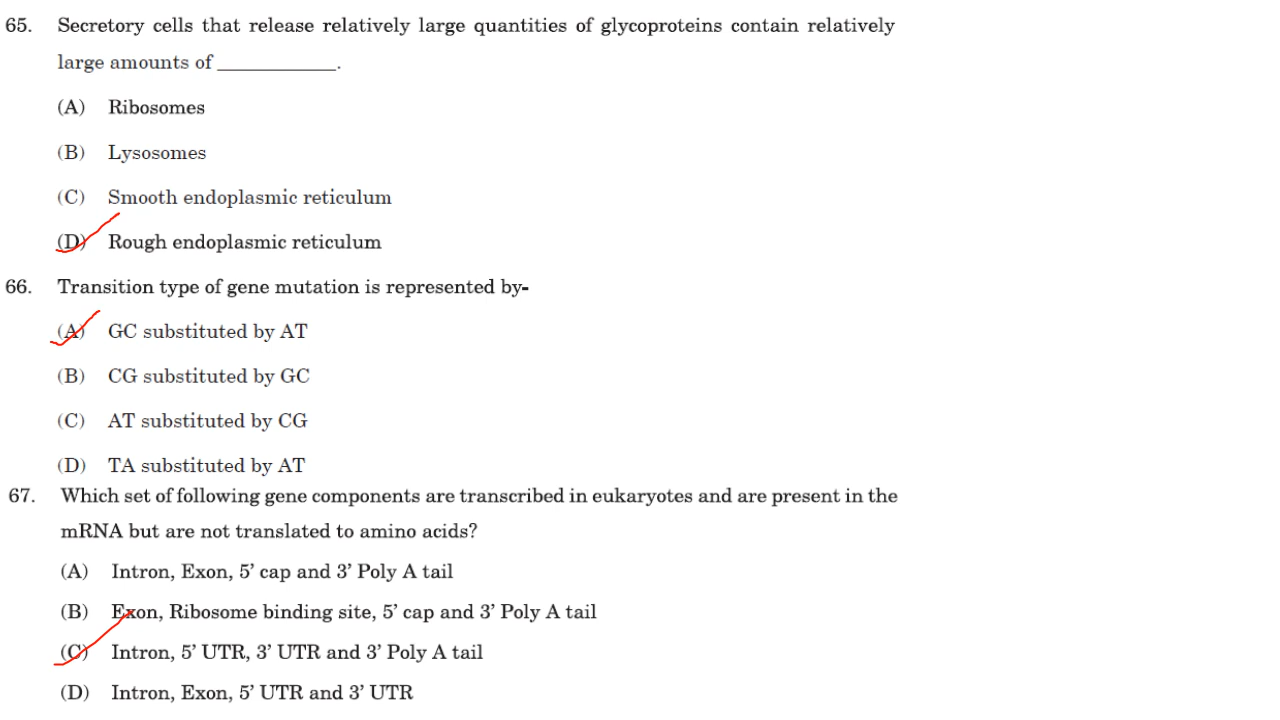 65. Secretory cells that release relatively large quantities of glycoproteins contain relatively
large amounts of ____________.
(A) Ribosomes
(B) Lysosomes
(C) Smooth endoplasmic reticulum
(D) Rough endoplasmic reticulum
66. Transition type of gene mutation is represented by-
(A) GC substituted by AT
(B) CG substituted by GC
(C) AT substituted by CG
(D) TA substituted by AT
67. Which set of following gene components are transcribed in eukaryotes and are present in the
mRNA but are not translated to amino acids?
(A) Intron, Exon, 5’ cap and 3’ Poly A tail
(B) Exon, Ribosome binding site, 5’ cap and 3’ Poly A tail
(C) Intron, 5’ UTR, 3’ UTR and 3’ Poly A tail
(D) Intron, Exon, 5’ UTR and 3’ UTR